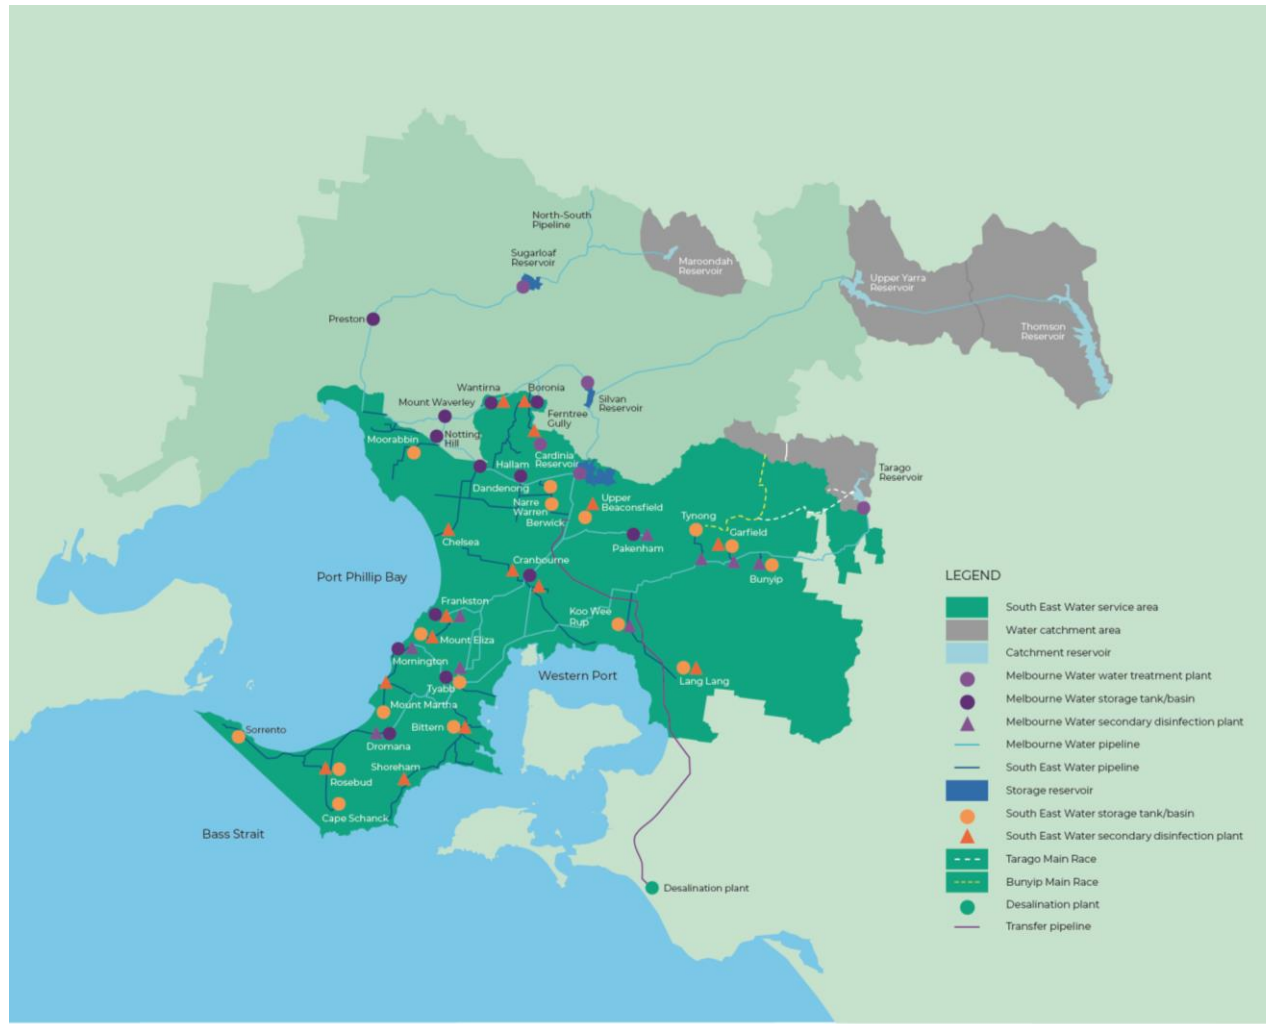 North-South
Pipeline
Sugarloaf
Reservoir
Maroondah
Reservoir
Upper Yarra
Reservoir
Thomson
Reservoir
Preston
Wantirna
Boronia
Mount Waverley
Silvan
Reservoir
Ferntree
Gully
Notting
Hill
Moorabbin
Cardinia
Reservoir
Hallam
Dandenong
Tarago
Reservoir
Narre
Warren
Upper
Beaconsfield
Berwick
Tynong
Garfield
Chelsea
Pakenham
Cranbourne
Bunyip
Port Phillip Bay
Frankston
Koo Wee
Rup
Mount Eliza
Mornington
Western Port
Tyabb
Lang Lang
Mount Martha
Bittern
Sorrento
Dromana
Shoreham
Rosebud
Cape Schanck
Bass Strait
Desalination plant
LEGEND
South East Water service area
Water catchment area
Catchment reservoir
Melbourne Water water treatment plant
Melbourne Water storage tank/basin
Melbourne Water secondary disinfection plant
Melbourne Water pipeline
South East Water pipeline
Storage reservoir
South East Water storage tank/basin
South East Water secondary disinfection plant
Tarago Main Race
Bunyip Main Race
Desalination plant
Transfer pipeline